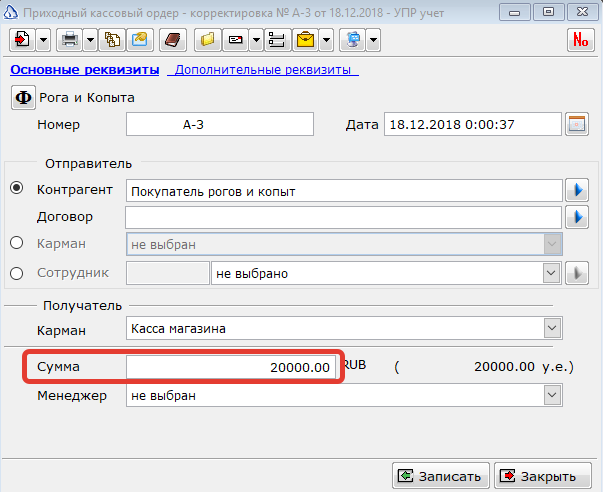 Приходный кассовый ордер - корректировка № А-3 от 18.12.2018 - УПР учет
No
Основные реквизиты Дополнительные реквизиты
Ф Рога и Копыта
Номер А-3 Дата 18.12.2018 0:00:37
Отправитель
Контрагент Покупатель рогов и копыт
Договор
Карман не выбран
Сотрудник не выбрано
Получатель
Карман Касса магазина
Сумма 20000.00 RUB ( 20000.00 у.е.)
Менеджер не выбран
Записать Закрыть